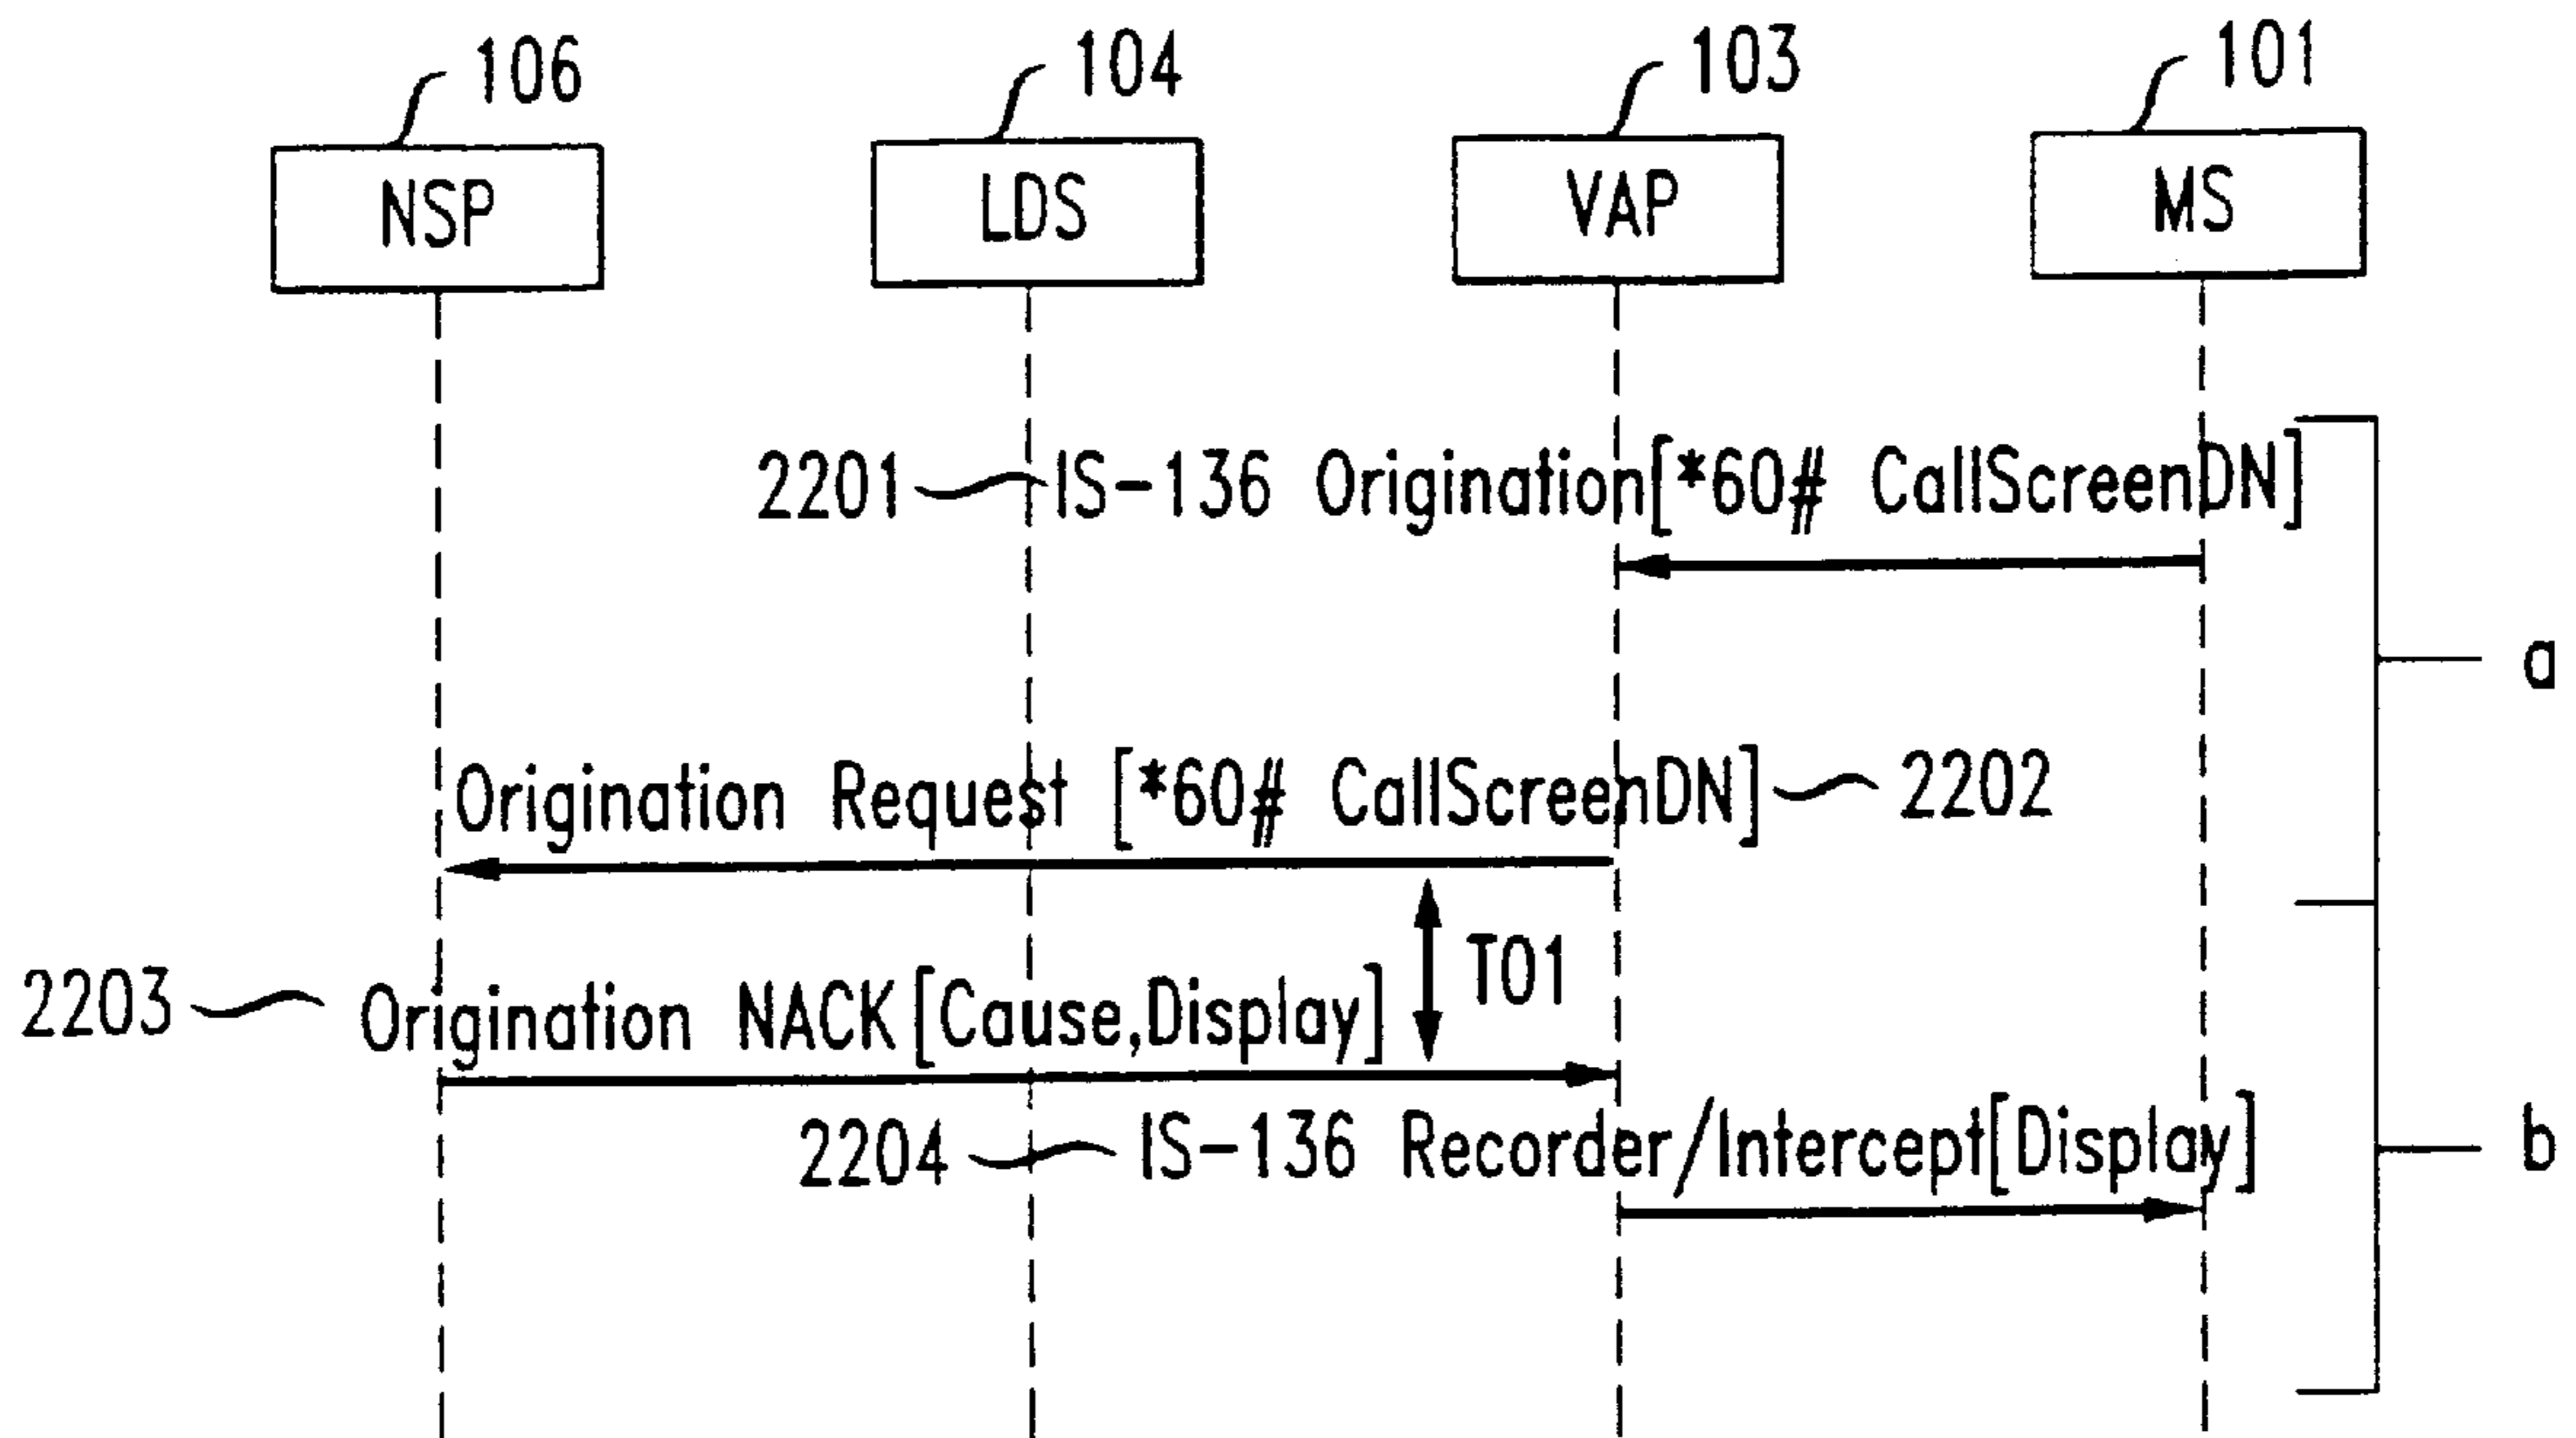 106 104 103 101
NSP LDS VAP MS
2201 IS-136 Origination[*60# CallScreenDN]
a
Origination Request [*60# CallScreenDN] 2202
T01
2203 Origination NACK[Cause,Display]
2204 IS-136 Recorder/Intercept[Display]
b